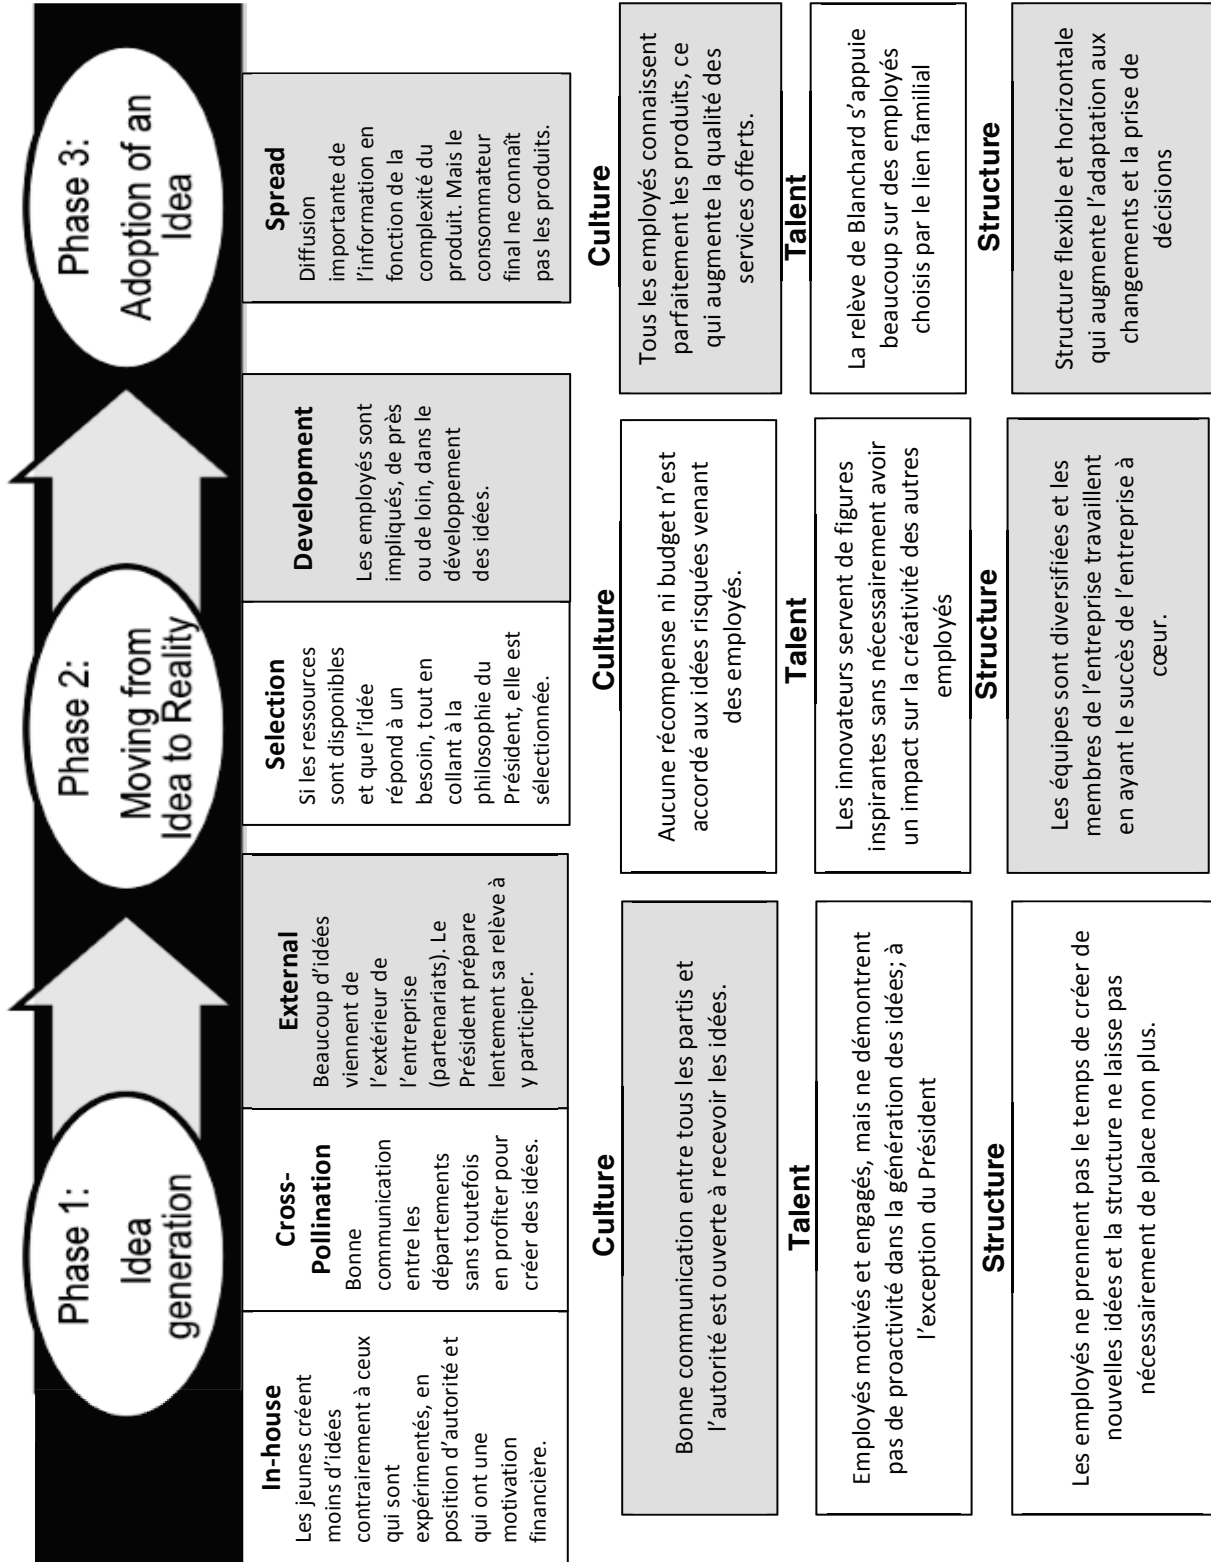 Phase 1:
Idea
generation
Phase 2:
Moving from
Idea to Reality
Phase 3:
Adoption of an
Idea
In-house
Les jeunes créent
moins d'idées
contrairement à ceux
qui sont
expérimentés, en
position d'autorité et
qui ont une
motivation
financière.
Cross-
Pollination
Bonne
communication
entre les
départements
sans toutefois
en profiter pour
créer des idées.
External
Beaucoup d'idées
viennent de
l'extérieur de
l'entreprise
(partenariats). Le
Président prépare
lentement sa relève à
y participer.
Selection
Si les ressources
sont disponibles
et que l'idée
répond à un
besoin, tout en
collant à la
philosophie du
Président, elle est
sélectionnée.
Development
Les employés sont
impliqués, de près
ou de loin, dans le
développement
des idées.
Spread
Diffusion
importante de
l'information en
fonction de la
complexité du
produit. Mais le
consommateur
final ne connaît
pas les produits.
Culture
Bonne communication entre tous les partis et
l'autorité est ouverte à recevoir les idées.
Culture
Aucune récompense ni budget n'est
accordé aux idées risquées venant
des employés.
Culture
Tous les employés connaissent
parfaitement les produits, ce
qui augmente la qualité des
services offerts.
Talent
Employés motivés et engagés, mais ne démontrent
pas de proactivité dans la génération des idées; à
l'exception du Président
Talent
Les innovateurs servent de figures
inspirantes sans nécessairement avoir
un impact sur la créativité des autres
employés
Talent
La relève de Blanchard s'appuie
beaucoup sur des employés
choisis par le lien familial
Structure
Les employés ne prennent pas le temps de créer de
nouvelles idées et la structure ne laisse pas
nécessairement de place non plus.
Structure
Les équipes sont diversifiées et les
membres de l'entreprise travaillent
en ayant le succès de l'entreprise à
cœur.
Structure
Structure flexible et horizontale
qui augmente l'adaptation aux
changements et la prise de
décisions